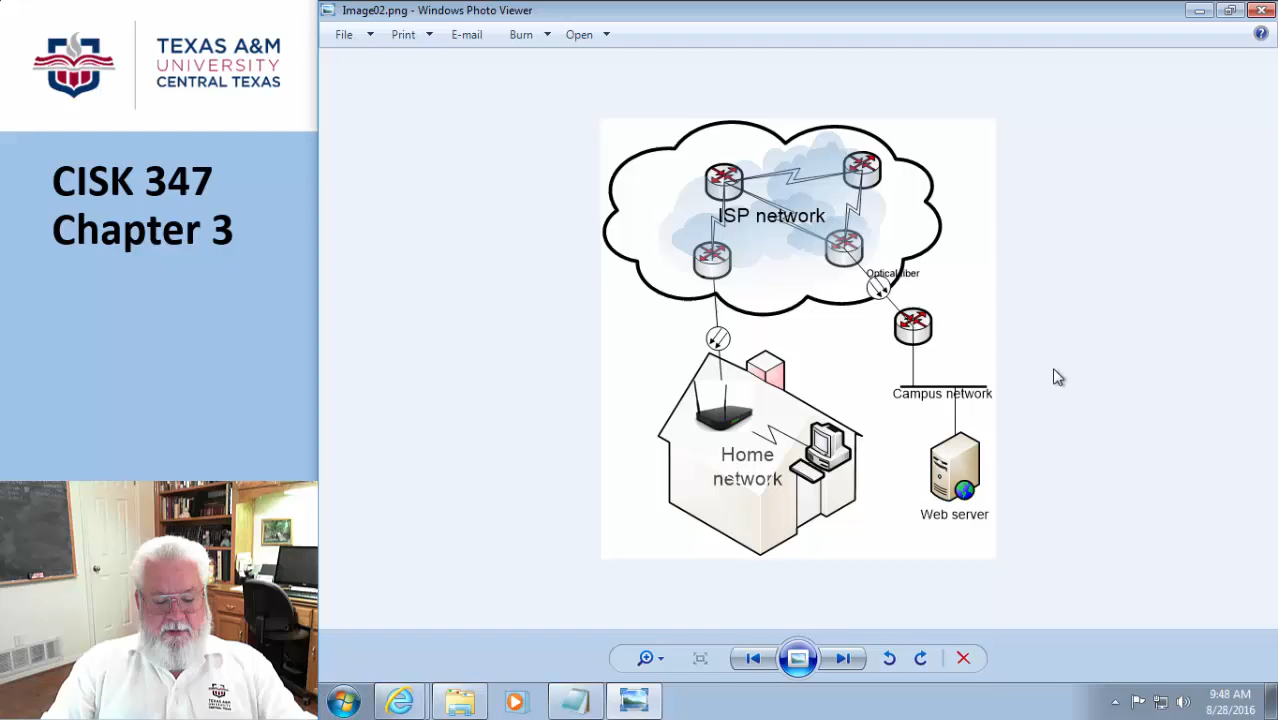 TEXAS A&M
UNIVERSITY
CENTRAL TEXAS
CISK 347
Chapter 3
Image02.png - Windows Photo Viewer
File Print E-mail Burn Open
ISP network
Optical fiber
Campus network
Home
network
Web server
TEXAS A&M
9:48 AM
8/28/2016